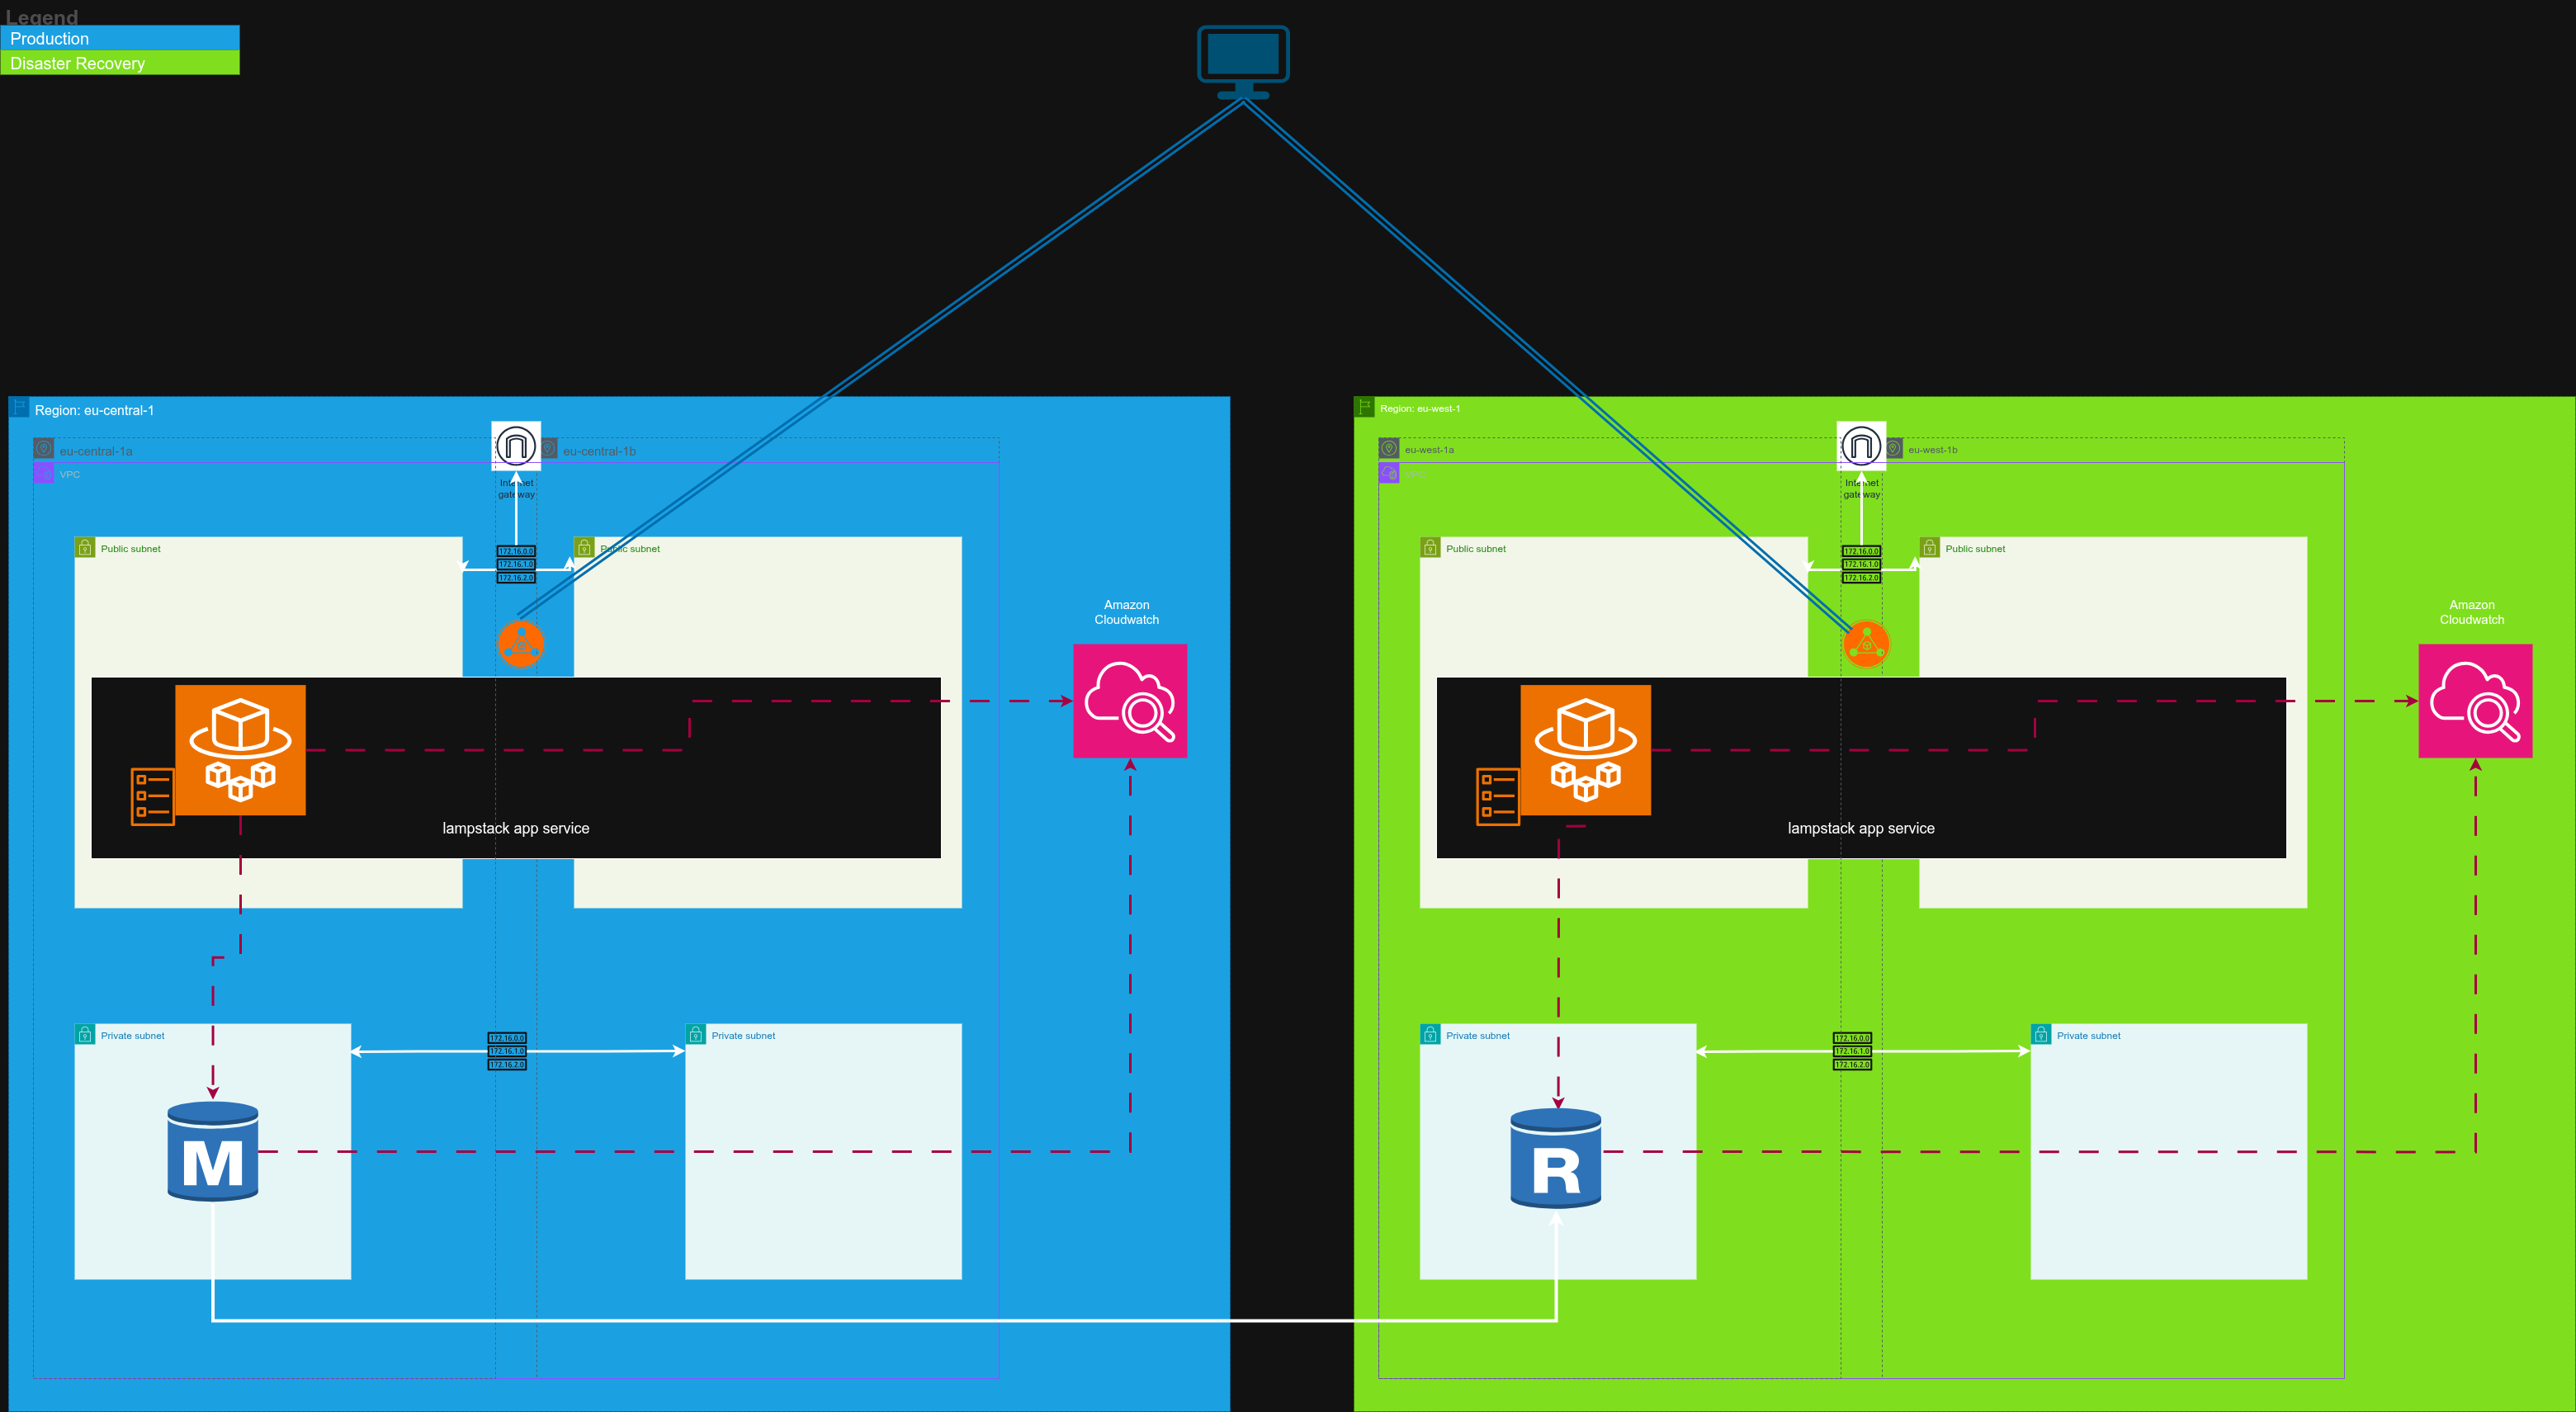 Legend
Production
Disaster Recovery
Region: eu-central-1
eu-central-1a
eu-central-1b
VPC
Internet
gateway
Public subnet
172.16.0.0
172.16.1.0
172.16.2.0
Public subnet
Amazon
Cloudwatch
lampstack app service
Private subnet
172.16.0.0
172.16.1.0
172.16.2.0
Private subnet
M
Region: eu-west-1
eu-west-1a
eu-west-1b
VPC
Internet
gateway
Public subnet
172.16.0.0
172.16.1.0
172.16.2.0
Public subnet
Amazon
Cloudwatch
lampstack app service
Private subnet
172.16.0.0
172.16.1.0
172.16.2.0
Private subnet
R